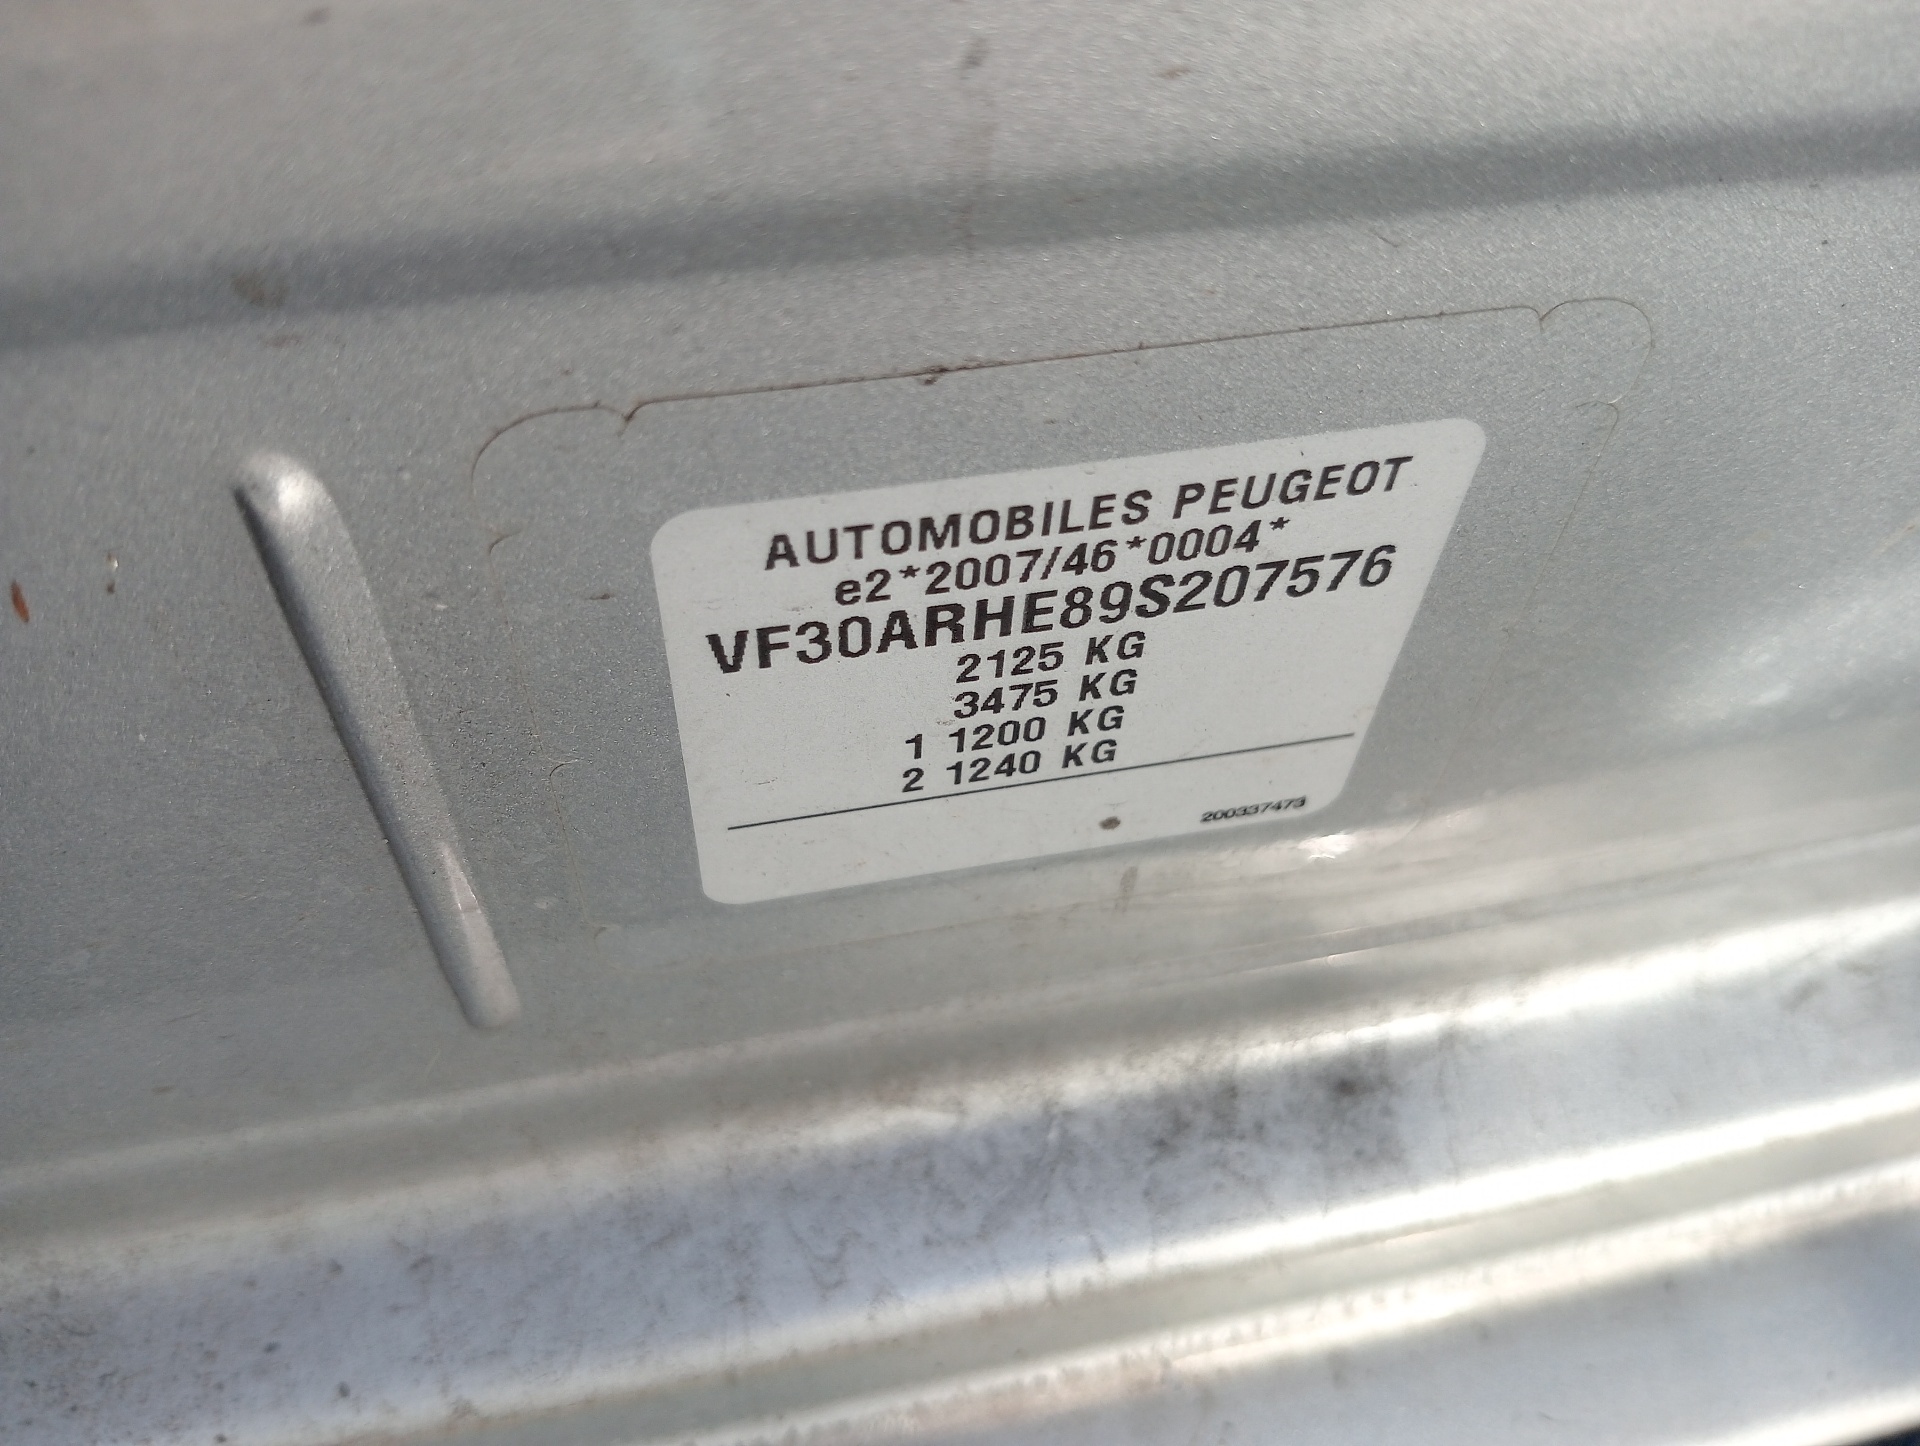 AUTOMOBILES PEUGEOT
e2*2007/46*0004*
VF30ARHE89S207576
2125 KG
3475 KG
1 1200 KG
2 1240 KG
200337473